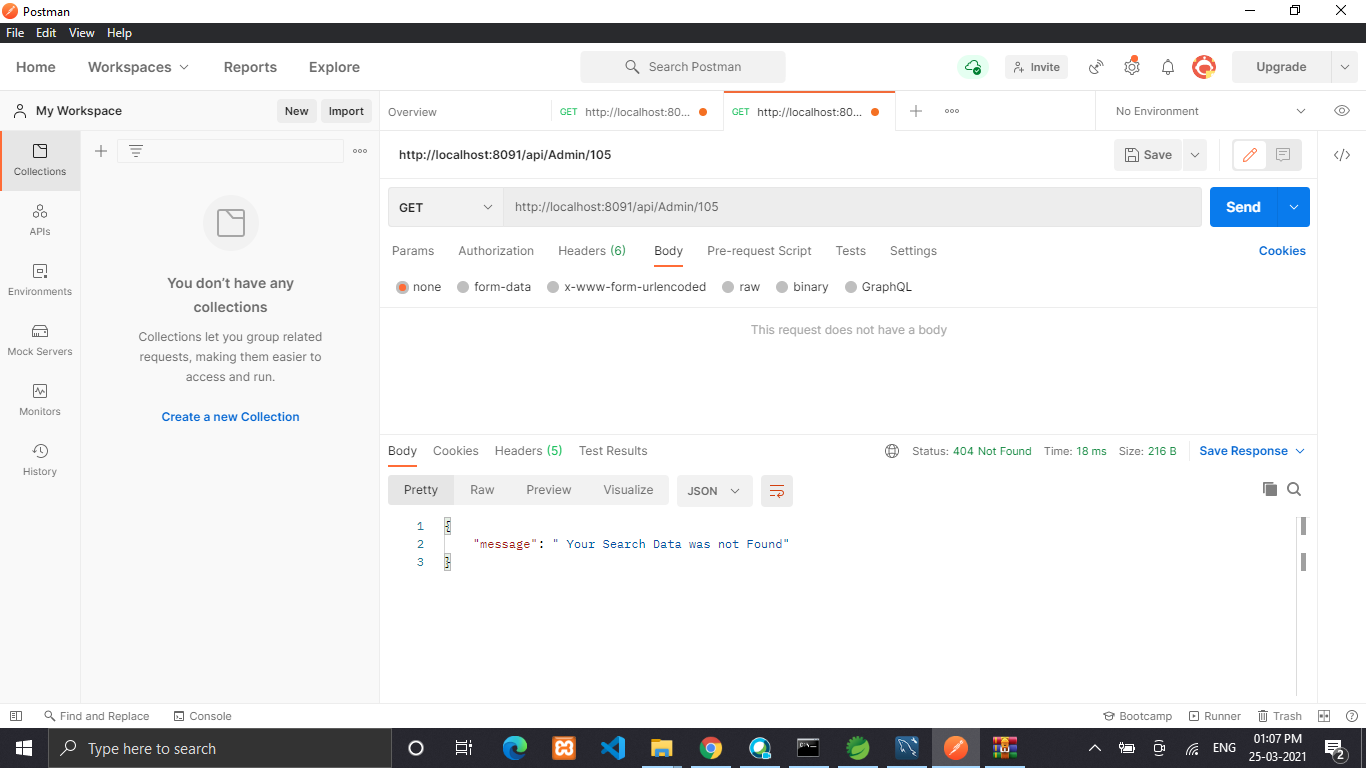 Postman
File Edit View Help
Home Workspaces Reports Explore Search Postman Invite Upgrade
My Workspace New Import Overview GET http://localhost:80... GET http://localhost:80... No Environment
http://localhost:8091/api/Admin/105 Save
Collections
APIs
Environments
Mock Servers
Monitors
History
You don't have any
collections
Collections let you group related
requests, making them easier to
access and run.
Create a new Collection
GET http://localhost:8091/api/Admin/105 Send
Params Authorization Headers (6) Body Pre-request Script Tests Settings Cookies
none form-data x-www-form-urlencoded raw binary GraphQL
This request does not have a body
Body Cookies Headers (5) Test Results Status: 404 Not Found Time: 18 ms Size: 216 B Save Response
Pretty Raw Preview Visualize JSON
1 {
2 "message": " Your Search Data was not Found"
3 }
Find and Replace Console Bootcamp Runner Trash
Type here to search ENG 01:07 PM
25-03-2021 2